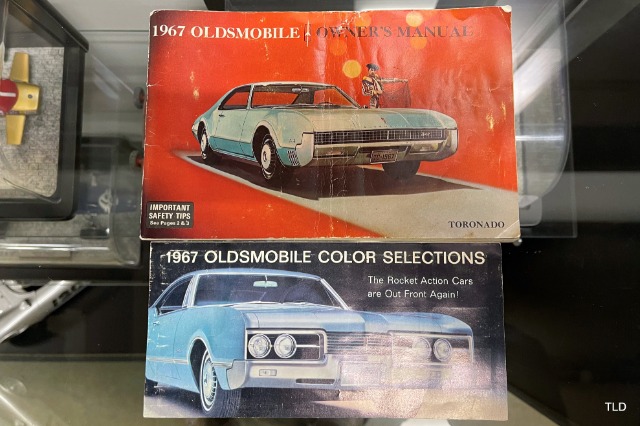 1967 OLDSMOBILE OWNER'S MANUAL
IMPORTANT
SAFETY TIPS
See Pages 2 & 3
TORONADO
1967 OLDSMOBILE COLOR SELECTIONS
The Rocket Action Cars
are Out Front Again!
TLD